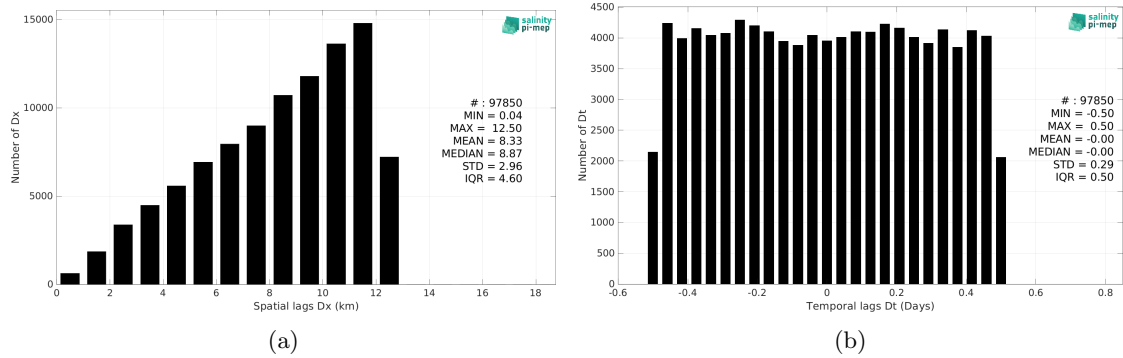 15000
10000
5000
0
Number of Dx
0 2 4 6 8 10 12 14 16 18
Spatial lags Dx (km)
salinity
pi-mep
# : 97850
MIN = 0.04
MAX = 12.50
MEAN = 8.33
MEDIAN = 8.87
STD = 2.96
IQR = 4.60
(a)
4500
4000
3500
3000
2500
2000
1500
1000
500
0
Number of Dt
-0.6 -0.4 -0.2 0 0.2 0.4 0.6 0.8
Temporal lags Dt (Days)
salinity
pi-mep
# : 97850
MIN = -0.50
MAX = 0.50
MEAN = -0.00
MEDIAN = -0.00
STD = 0.29
IQR = 0.50
(b)